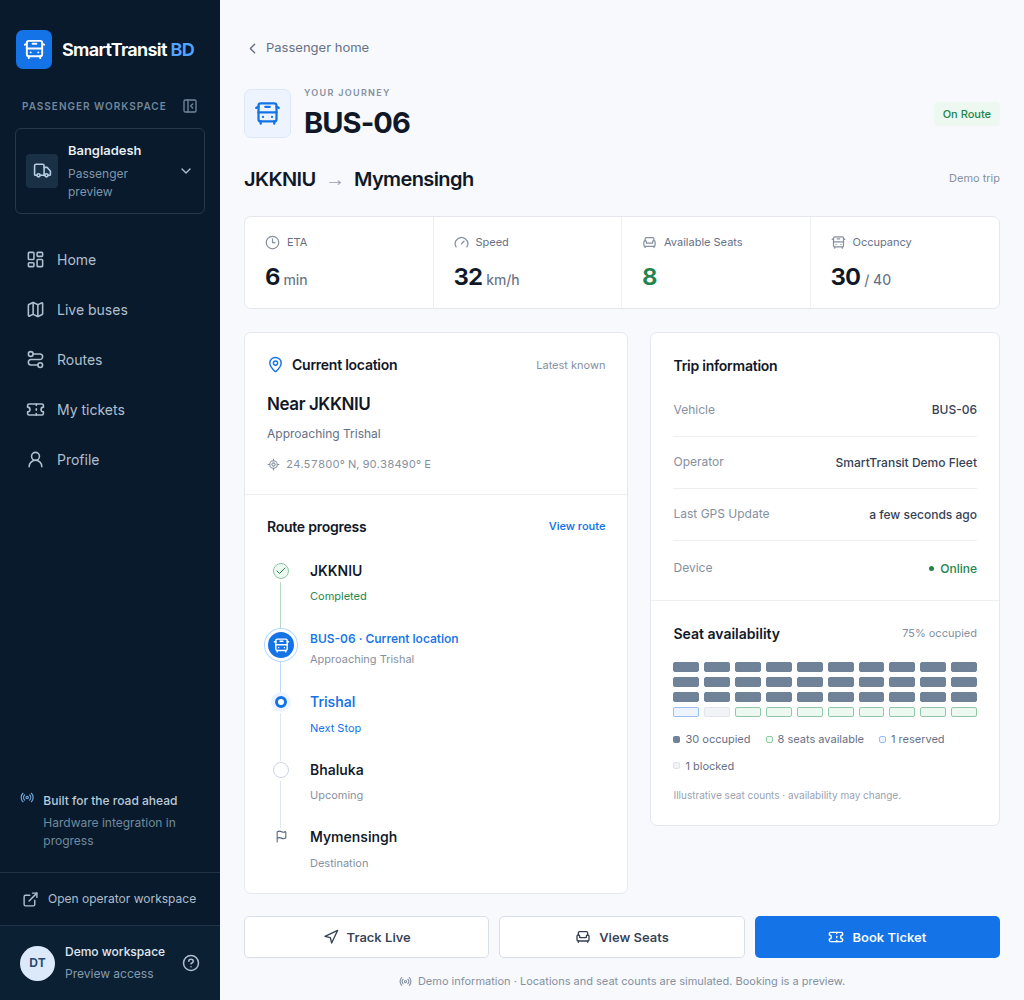 SmartTransit BD
PASSENGER WORKSPACE
Bangladesh
Passenger
preview
Home
Live buses
Routes
My tickets
Profile
Built for the road ahead
Hardware integration in
progress
Open operator workspace
DT
Demo workspace
Preview access
Passenger home
YOUR JOURNEY
BUS-06
On Route
JKKNIU → Mymensingh
Demo trip
ETA
6 min
Speed
32 km/h
Available Seats
8
Occupancy
30 / 40
Current location
Latest known
Near JKKNIU
Approaching Trishal
24.57800° N, 90.38490° E
Route progress
View route
JKKNIU
Completed
BUS-06 · Current location
Approaching Trishal
Trishal
Next Stop
Bhaluka
Upcoming
Mymensingh
Destination
Trip information
Vehicle
BUS-06
Operator
SmartTransit Demo Fleet
Last GPS Update
a few seconds ago
Device
Online
Seat availability
75% occupied
30 occupied
8 seats available
1 reserved
1 blocked
Illustrative seat counts · availability may change.
Track Live
View Seats
Book Ticket
Demo information · Locations and seat counts are simulated. Booking is a preview.